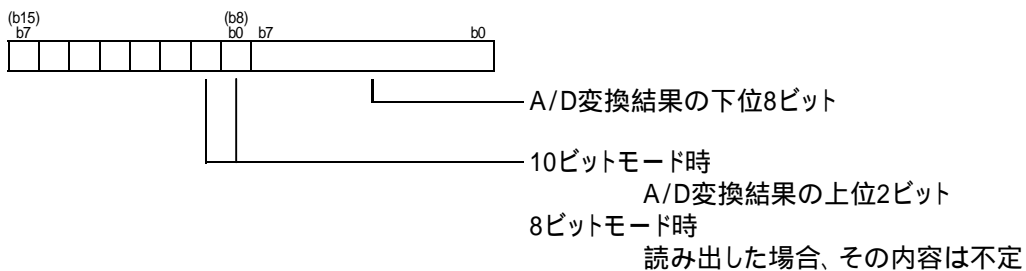 (b15) (b8)
b7 b0 b7 b0
A/D変換結果の下位8ビット
10ビットモード時
A/D変換結果の上位2ビット
8ビットモード時
読み出した場合、その内容は不定